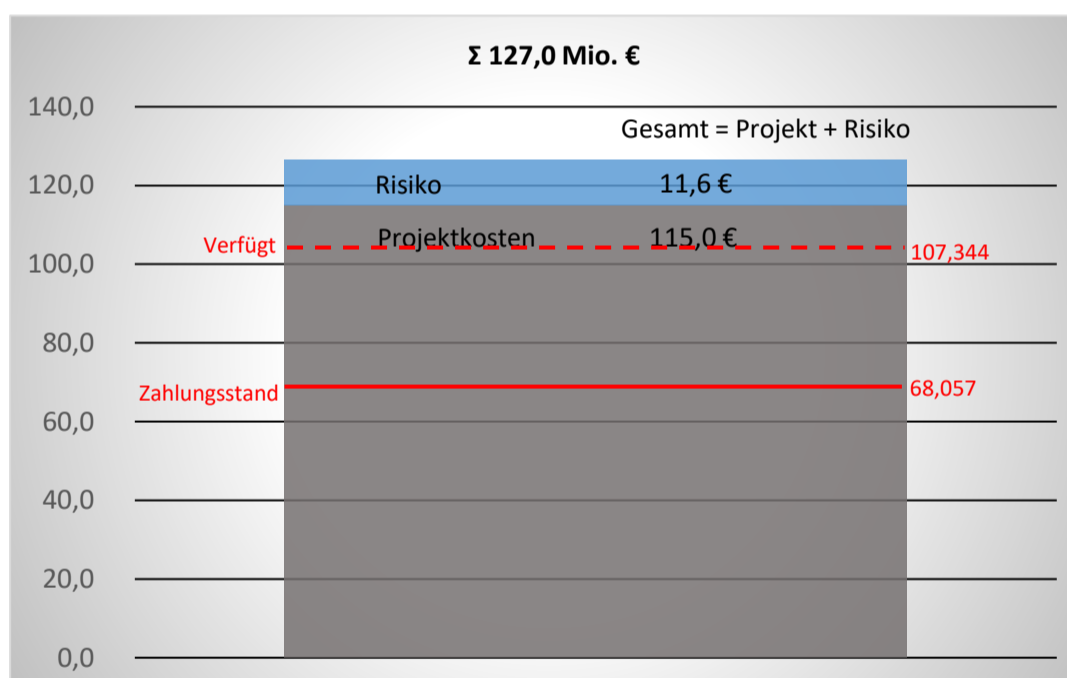 Σ 127,0 Mio. €
140,0
Gesamt = Projekt + Risiko
120,0
Risiko 11,6 €
Projektkosten 115,0 €
Verfügt 107,344
100,0
80,0
Zahlungsstand 68,057
60,0
40,0
20,0
0,0